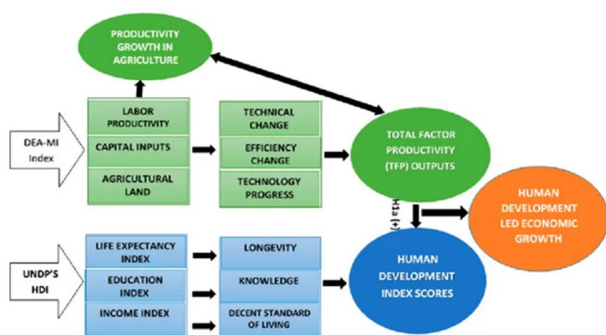 PRODUCTIVITY
GROWTH IN
AGRICULTURE
DEA-MI
Index
LABOR
PRODUCTIVITY
CAPITAL INPUTS
AGRICULTURAL
LAND
TECHNICAL
CHANGE
EFFICIENCY
CHANGE
TECHNOLOGY
PROGRESS
TOTAL FACTOR
PRODUCTIVITY
(TFP) OUTPUTS
H1a (+)
HUMAN
DEVELOPMENT
LED ECONOMIC
GROWTH
UNDP'S
HDI
LIFE EXPECTANCY
INDEX
EDUCATION
INDEX
INCOME INDEX
LONGEVITY
KNOWLEDGE
DECENT STANDARD
OF LIVING
HUMAN
DEVELOPMENT
INDEX SCORES